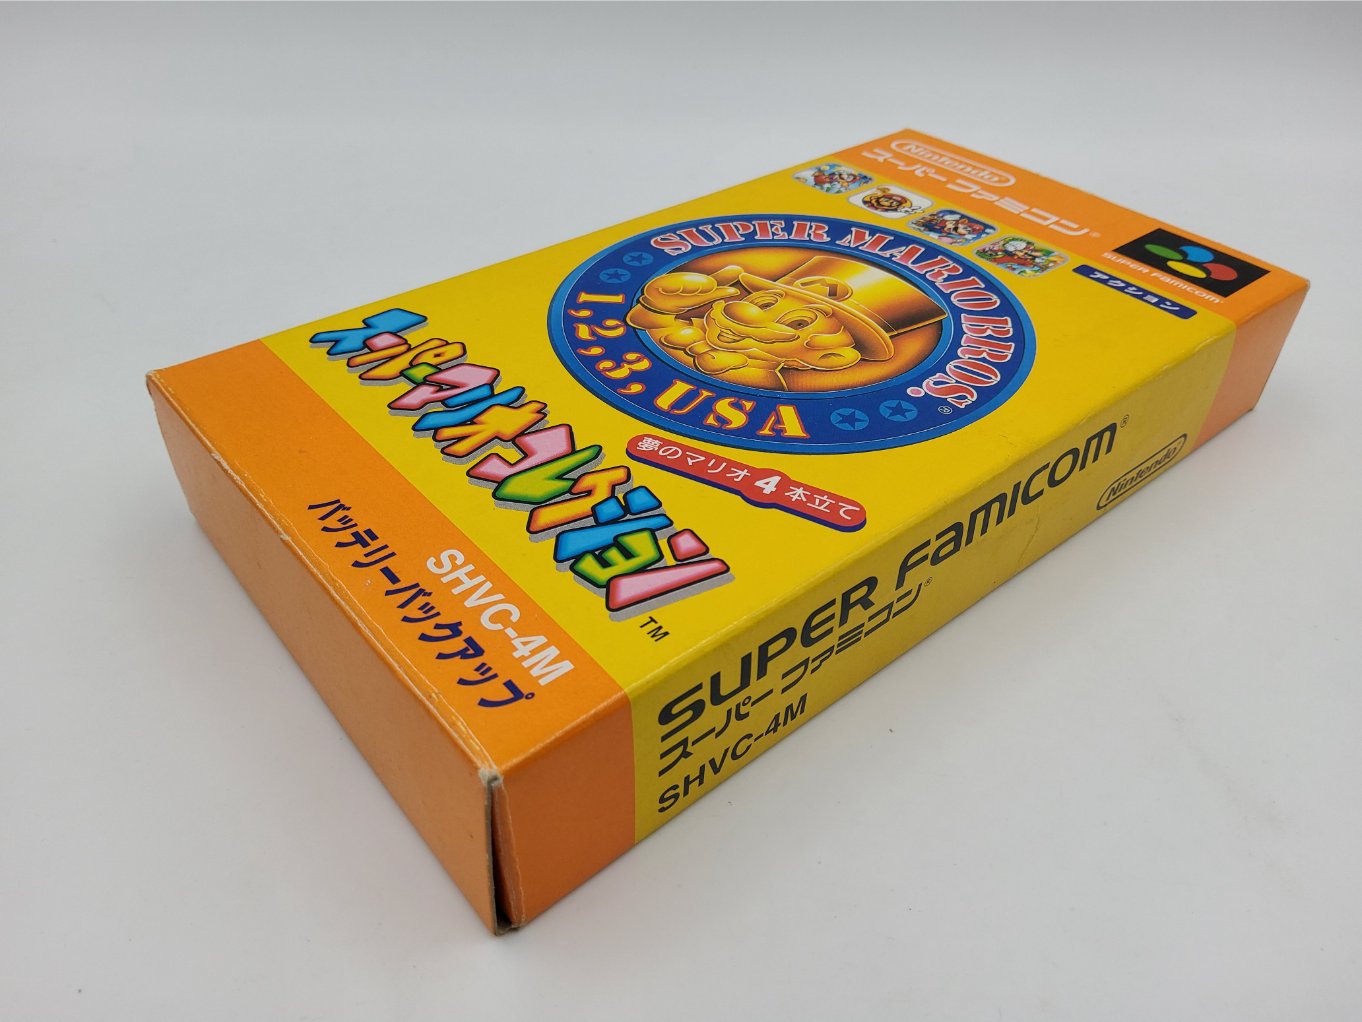 Nintendo
スーパーファミコン®
SUPER FAMICOM™
アクション
SUPER MARIO BROS.®
1,2,3,USA
夢のマリオ4本立て
スーパーマリオコレクション
TM
SHVC-4M
バッテリーバックアップ
SUPER FAMICOM®
スーパーファミコン®
SHVC-4M
Nintendo